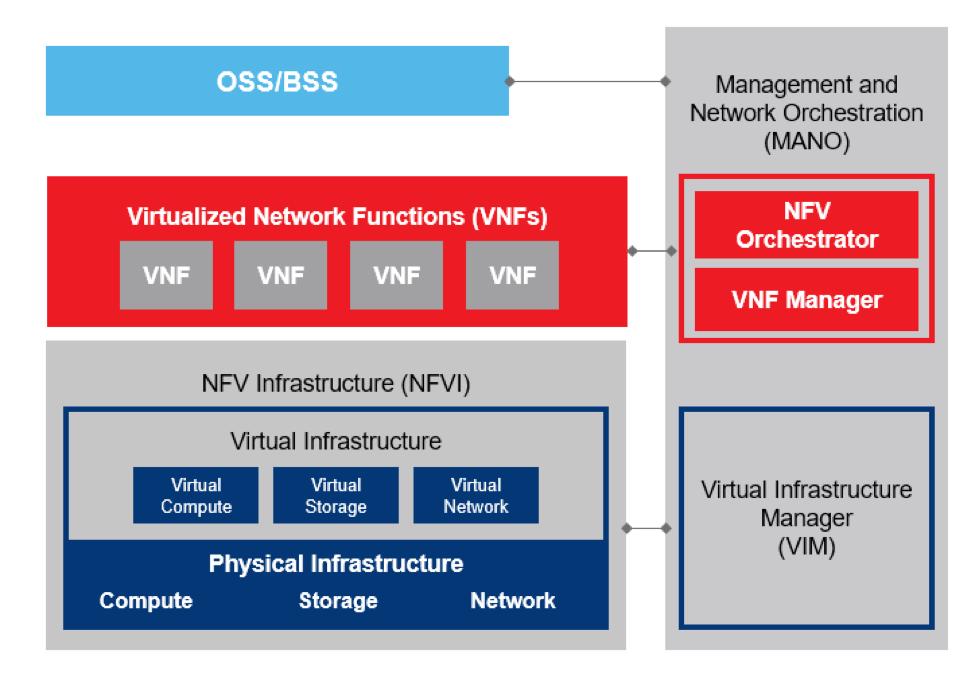 OSS/BSS
Management and
Network Orchestration
(MANO)
Virtualized Network Functions (VNFs)
VNF VNF VNF VNF
NFV
Orchestrator
VNF Manager
NFV Infrastructure (NFVI)
Virtual Infrastructure
Virtual
Compute
Virtual
Storage
Virtual
Network
Physical Infrastructure
Compute Storage Network
Virtual Infrastructure
Manager
(VIM)